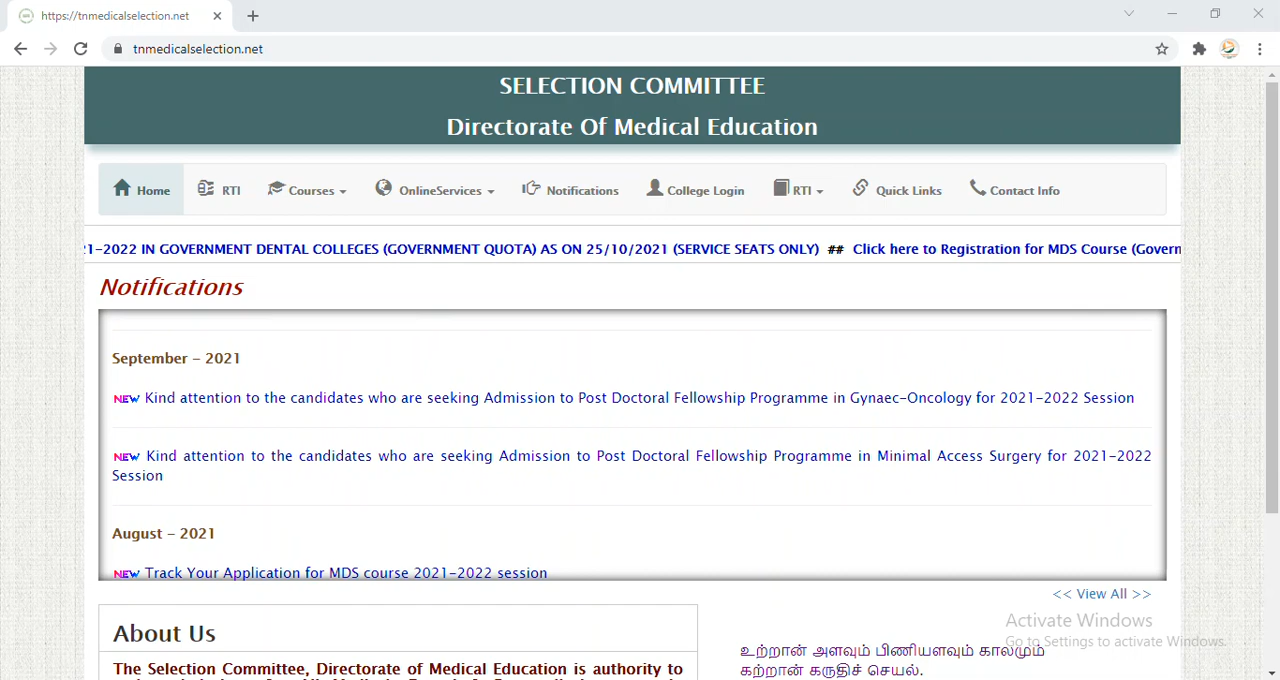 https://tnmedicalselection.net
tnmedicalselection.net
SELECTION COMMITTEE
Directorate Of Medical Education
Home RTI Courses OnlineServices Notifications College Login RTI Quick Links Contact Info
1-2022 IN GOVERNMENT DENTAL COLLEGES (GOVERNMENT QUOTA) AS ON 25/10/2021 (SERVICE SEATS ONLY) ## Click here to Registration for MDS Course (Govern
Notifications
September - 2021
NEW Kind attention to the candidates who are seeking Admission to Post Doctoral Fellowship Programme in Gynaec-Oncology for 2021-2022 Session
NEW Kind attention to the candidates who are seeking Admission to Post Doctoral Fellowship Programme in Minimal Access Surgery for 2021-2022
Session
August - 2021
NEW Track Your Application for MDS course 2021-2022 session
<< View All >>
About Us
The Selection Committee, Directorate of Medical Education is authority to
Activate Windows
Go to Settings to activate Windows.
உற்றான் அளவும் பிணியளவும் காலமும்
கற்றான் கருதிச் செயல்.